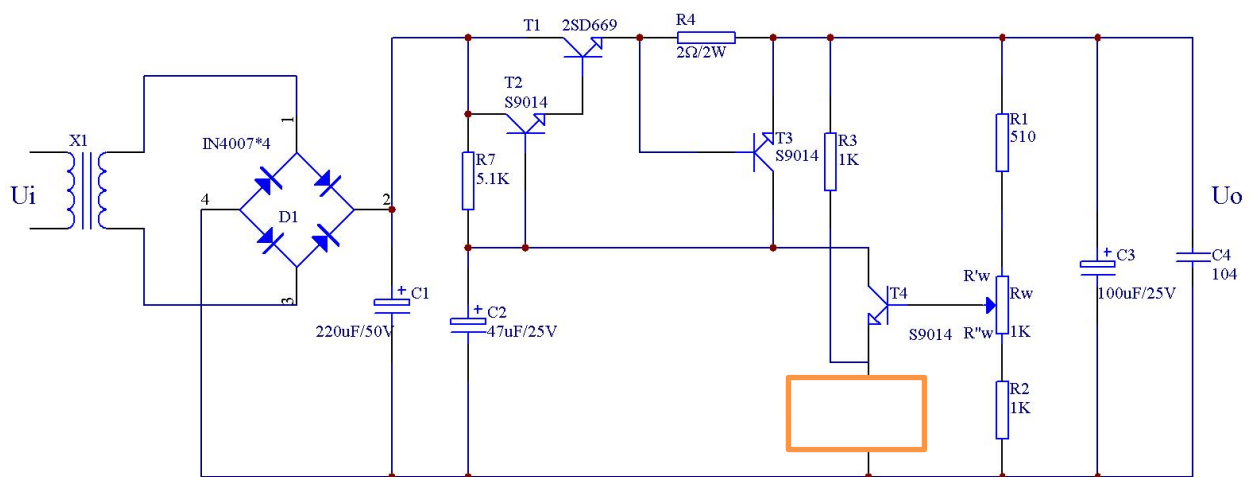 T1
2SD669
R4
2Ω/2W
T2
S9014
X1
1
IN4007*4
R7
5.1K
T3
S9014
R3
1K
R1
510
Ui
4
2
D1
Uo
3
C1
220uF/50V
C2
47uF/25V
T4
S9014
R'w
Rw
R"w
1K
C3
100uF/25V
C4
104
R2
1K